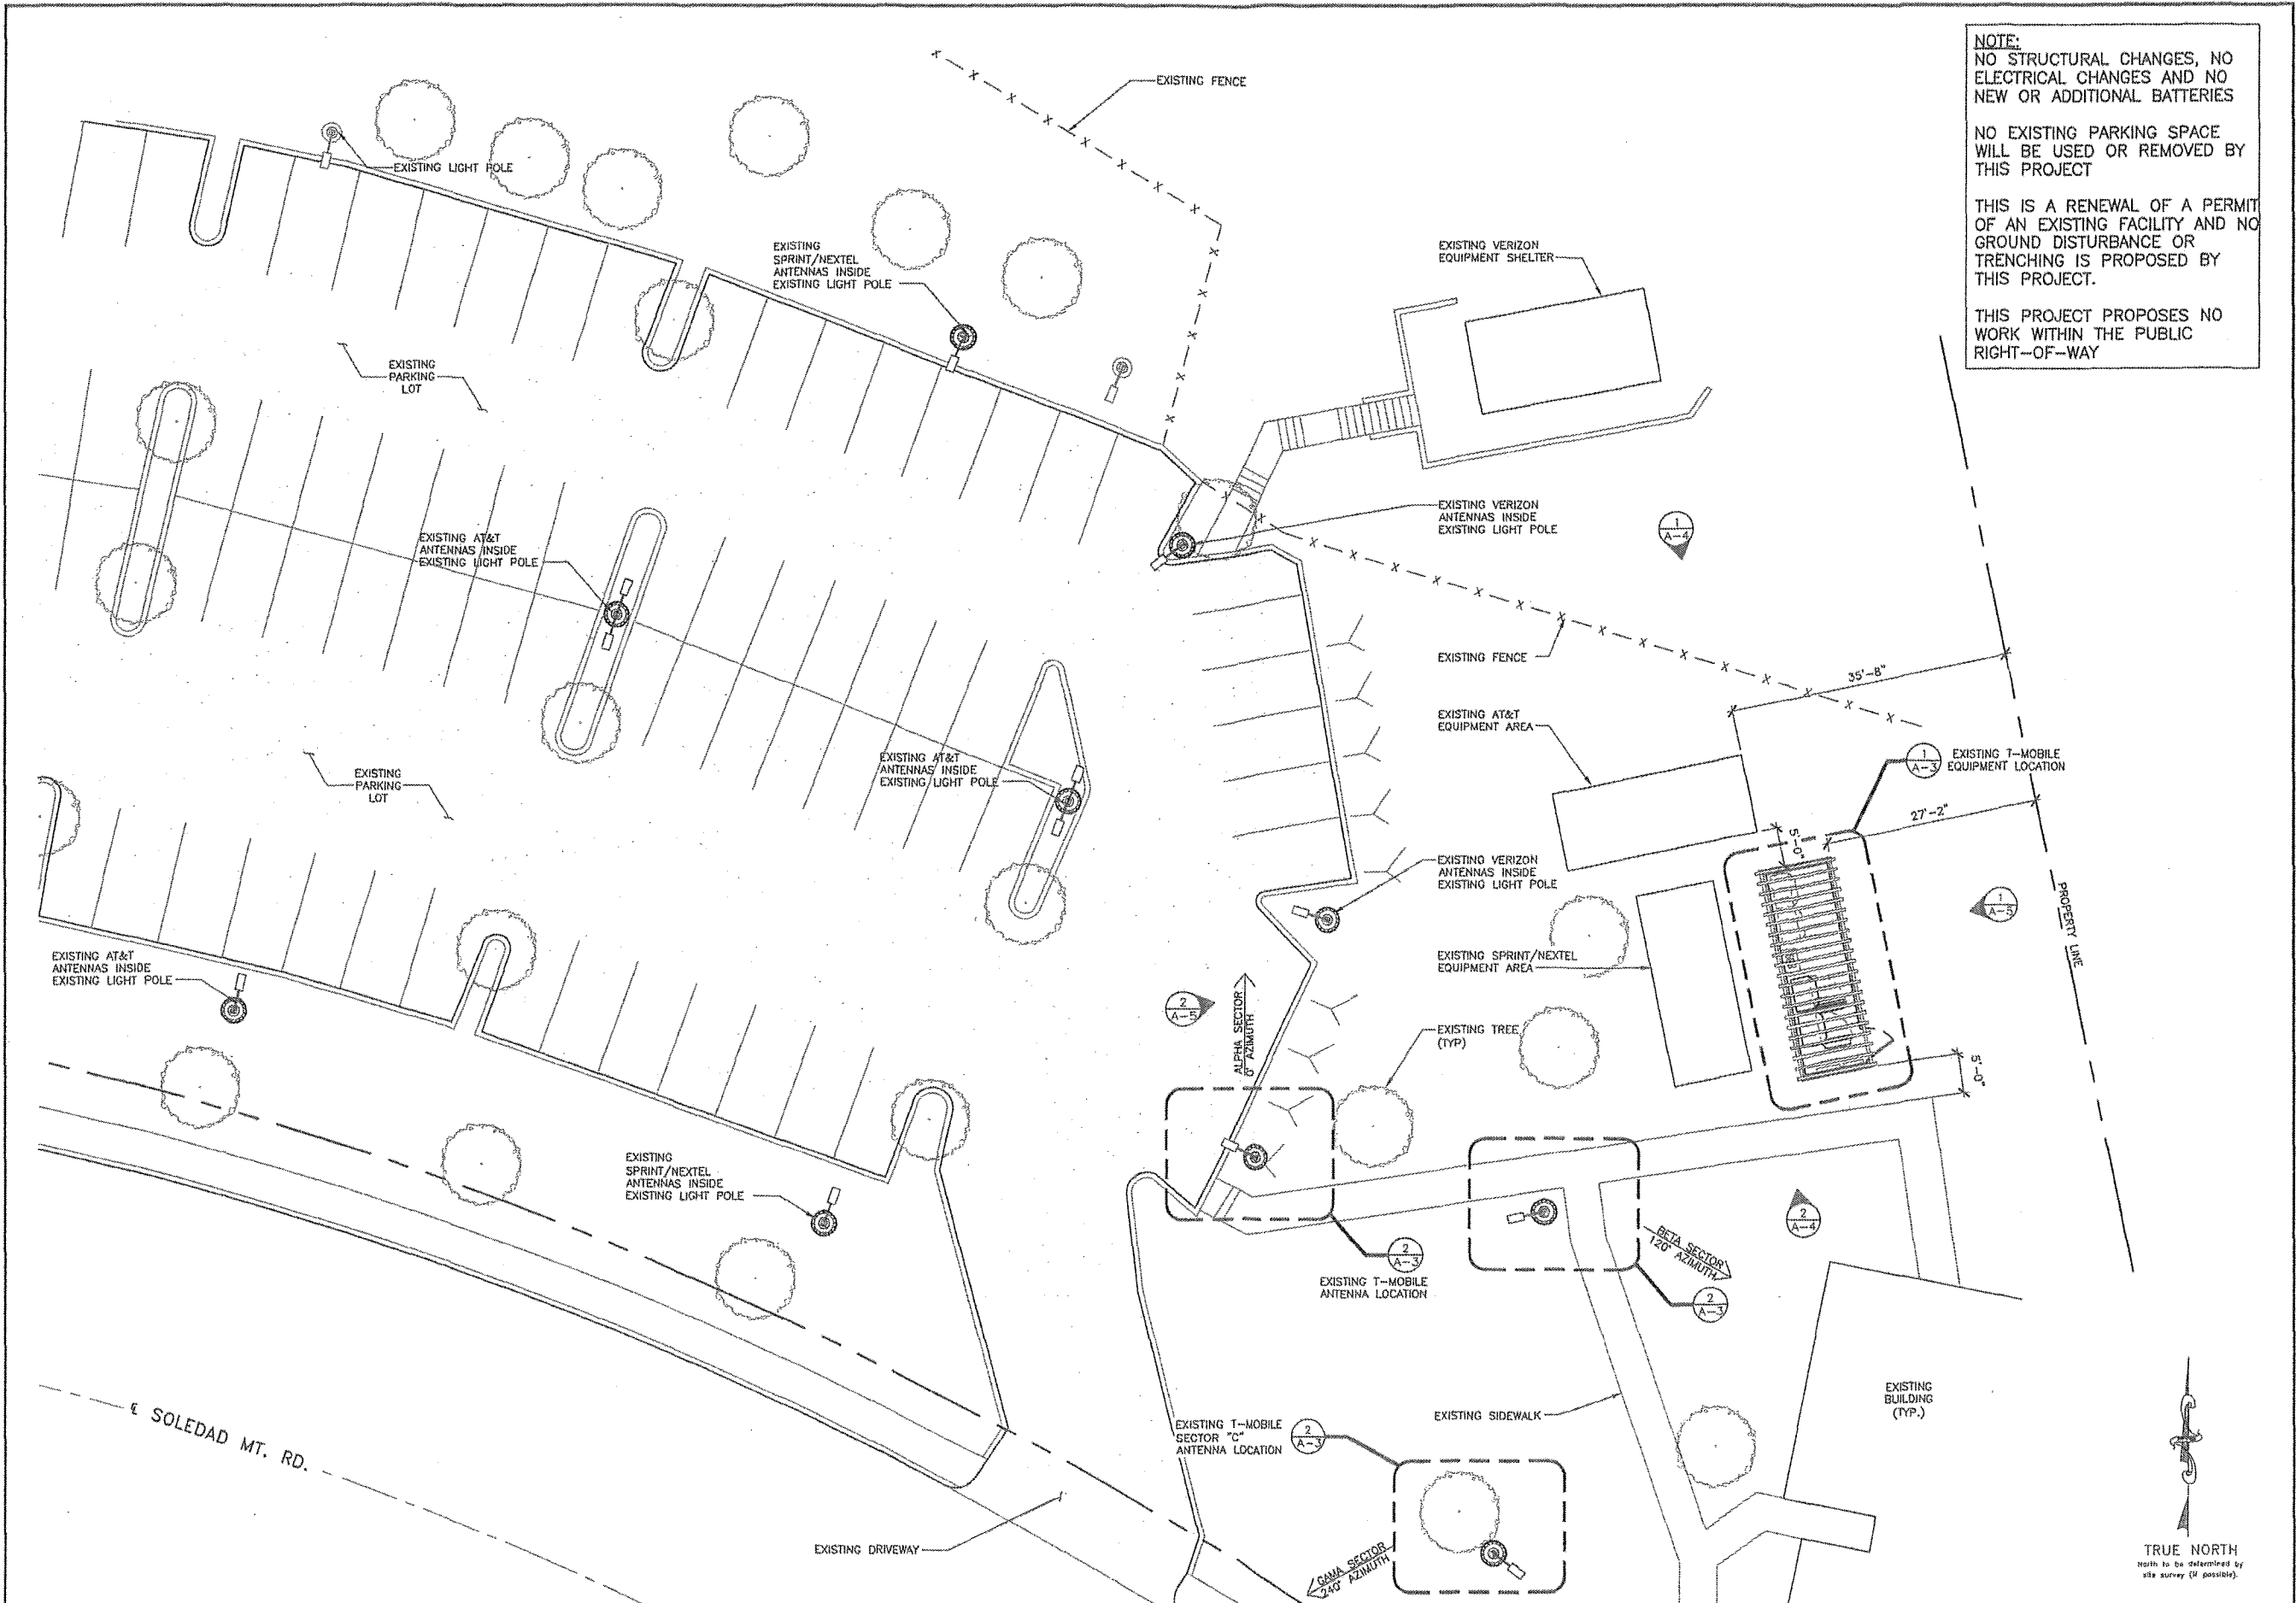 NOTE:
NO STRUCTURAL CHANGES, NO
ELECTRICAL CHANGES AND NO
NEW OR ADDITIONAL BATTERIES
NO EXISTING PARKING SPACE
WILL BE USED OR REMOVED BY
THIS PROJECT
THIS IS A RENEWAL OF A PERMIT
OF AN EXISTING FACILITY AND NO
GROUND DISTURBANCE OR
TRENCHING IS PROPOSED BY
THIS PROJECT.
THIS PROJECT PROPOSES NO
WORK WITHIN THE PUBLIC
RIGHT-OF-WAY
EXISTING FENCE
EXISTING LIGHT POLE
EXISTING
SPRINT/NEXTEL
ANTENNAS INSIDE
EXISTING LIGHT POLE
EXISTING VERIZON
EQUIPMENT SHELTER
EXISTING
PARKING
LOT
EXISTING VERIZON
ANTENNAS INSIDE
EXISTING LIGHT POLE
1
A-4
EXISTING AT&T
ANTENNAS INSIDE
EXISTING LIGHT POLE
EXISTING FENCE
35'-8"
EXISTING AT&T
EQUIPMENT AREA
1
A-3
EXISTING T-MOBILE
EQUIPMENT LOCATION
EXISTING AT&T
ANTENNAS INSIDE
EXISTING LIGHT POLE
EXISTING
PARKING
LOT
27'-2"
5'-0"
EXISTING VERIZON
ANTENNAS INSIDE
EXISTING LIGHT POLE
1
A-5
PROPERTY LINE
EXISTING AT&T
ANTENNAS INSIDE
EXISTING LIGHT POLE
EXISTING SPRINT/NEXTEL
EQUIPMENT AREA
2
A-5
ALPHA SECTOR
0° AZIMUTH
EXISTING TREE
(TYP)
5'-0"
EXISTING
SPRINT/NEXTEL
ANTENNAS INSIDE
EXISTING LIGHT POLE
2
A-4
2
A-3
EXISTING T-MOBILE
ANTENNA LOCATION
BETA SECTOR
120° AZIMUTH
2
A-3
EXISTING
BUILDING
(TYP.)
℄ SOLEDAD MT. RD.
EXISTING T-MOBILE
SECTOR "C"
ANTENNA LOCATION
2
A-3
EXISTING SIDEWALK
EXISTING DRIVEWAY
GAMA SECTOR
240° AZIMUTH
TRUE NORTH
North to be determined by
site survey (if possible).